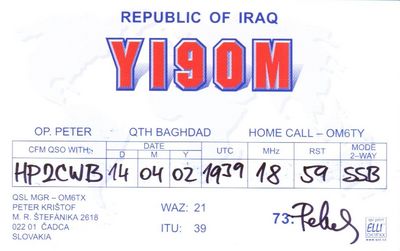 REPUBLIC OF IRAQ
YI9OM
OP. PETER QTH BAGHDAD HOME CALL – OM6TY
CFM QSO WITH: DATE UTC MHz RST MODE
D M Y 2-WAY
HP2CWB 14 04 02 1939 18 59 SSB
QSL MGR – OM6TX
PETER KRIŠTOF
M. R. ŠTEFÁNIKA 2618
022 01 ČADCA
SLOVAKIA
WAZ: 21
ITU: 39
73. Peter